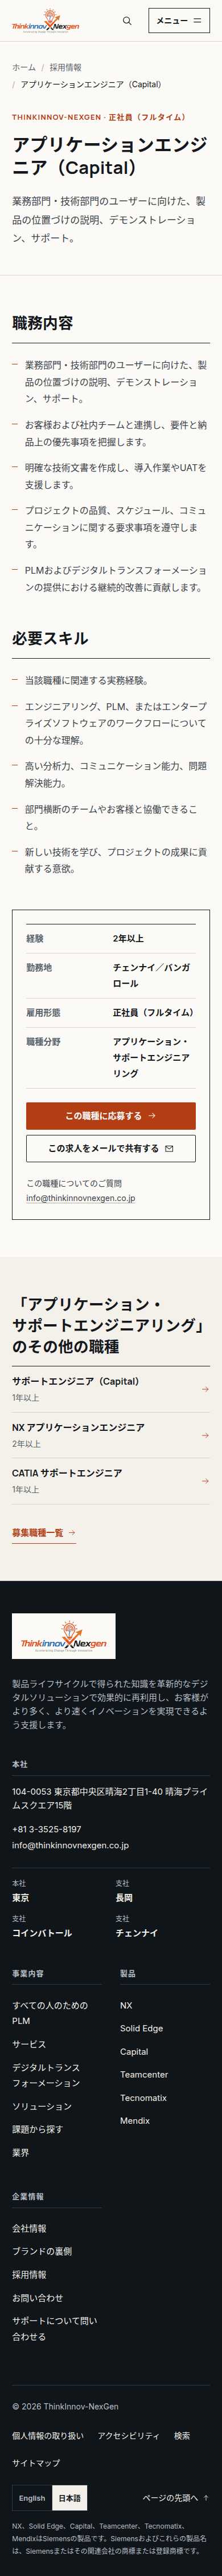 ThinkinnovXNexgen
メニュー
ホーム / 採用情報
/ アプリケーションエンジニア（Capital）
THINKINNOV-NEXGEN · 正社員（フルタイム）
アプリケーションエンジ
ニア（Capital）
業務部門・技術部門のユーザーに向けた、製
品の位置づけの説明、デモンストレーショ
ン、サポート。
職務内容
業務部門・技術部門のユーザーに向けた、製
品の位置づけの説明、デモンストレーショ
ン、サポート。
お客様および社内チームと連携し、要件と納
品上の優先事項を把握します。
明確な技術文書を作成し、導入作業やUATを
支援します。
プロジェクトの品質、スケジュール、コミュ
ニケーションに関する要求事項を遵守しま
す。
PLMおよびデジタルトランスフォーメーショ
ンの提供における継続的改善に貢献します。
必要スキル
当該職種に関連する実務経験。
エンジニアリング、PLM、またはエンタープ
ライズソフトウェアのワークフローについて
の十分な理解。
高い分析力、コミュニケーション能力、問題
解決能力。
部門横断のチームやお客様と協働できるこ
と。
新しい技術を学び、プロジェクトの成果に貢
献する意欲。
経験 2年以上
勤務地 チェンナイ／バンガ
ロール
雇用形態 正社員（フルタイム）
職種分野 アプリケーション・
サポートエンジニア
リング
この職種に応募する →
この求人をメールで共有する
この職種についてのご質問
info@thinkinnovnexgen.co.jp
「アプリケーション・
サポートエンジニアリング」
のその他の職種
サポートエンジニア（Capital） →
1年以上
NX アプリケーションエンジニア →
2年以上
CATIA サポートエンジニア →
1年以上
募集職種一覧 →
ThinkinnovXNexgen
製品ライフサイクルで得られた知識を革新的なデジ
タルソリューションで効果的に再利用し、お客様が
より多く、より速くイノベーションを実現できるよ
う支援します。
本社
104-0053 東京都中央区晴海2丁目1-40 晴海プライ
ムスクエア15階
+81 3-3525-8197
info@thinkinnovnexgen.co.jp
本社 支社
東京 長岡
支社 支社
コインバトール チェンナイ
事業内容 製品
すべての人のための
PLM
サービス
デジタルトランス
フォーメーション
ソリューション
課題から探す
業界
NX
Solid Edge
Capital
Teamcenter
Tecnomatix
Mendix
企業情報
会社情報
ブランドの裏側
採用情報
お問い合わせ
サポートについて問い
合わせる
© 2026 ThinkInnov-NexGen
個人情報の取り扱い アクセシビリティ 検索
サイトマップ
English 日本語 ページの先頭へ ↑
NX、Solid Edge、Capital、Teamcenter、Tecnomatix、
MendixはSiemensの製品です。Siemensおよびこれらの製品名
は、Siemensまたはその関連会社の商標または登録商標です。